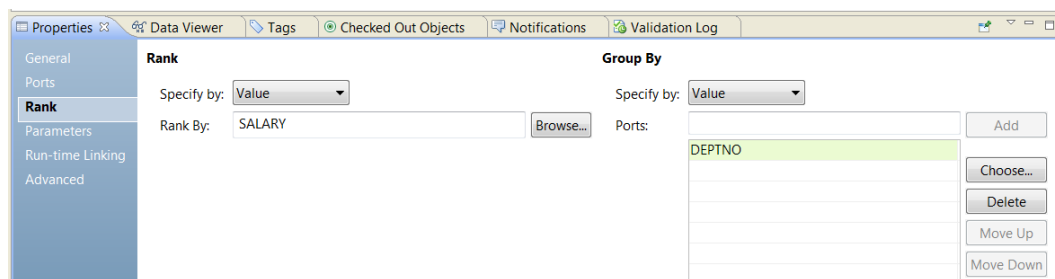 Properties Data Viewer Tags Checked Out Objects Notifications Validation Log
General
Ports
Rank
Parameters
Run-time Linking
Advanced
Rank
Specify by: Value
Rank By: SALARY Browse...
Group By
Specify by: Value
Ports: Add
DEPTNO
Choose...
Delete
Move Up
Move Down